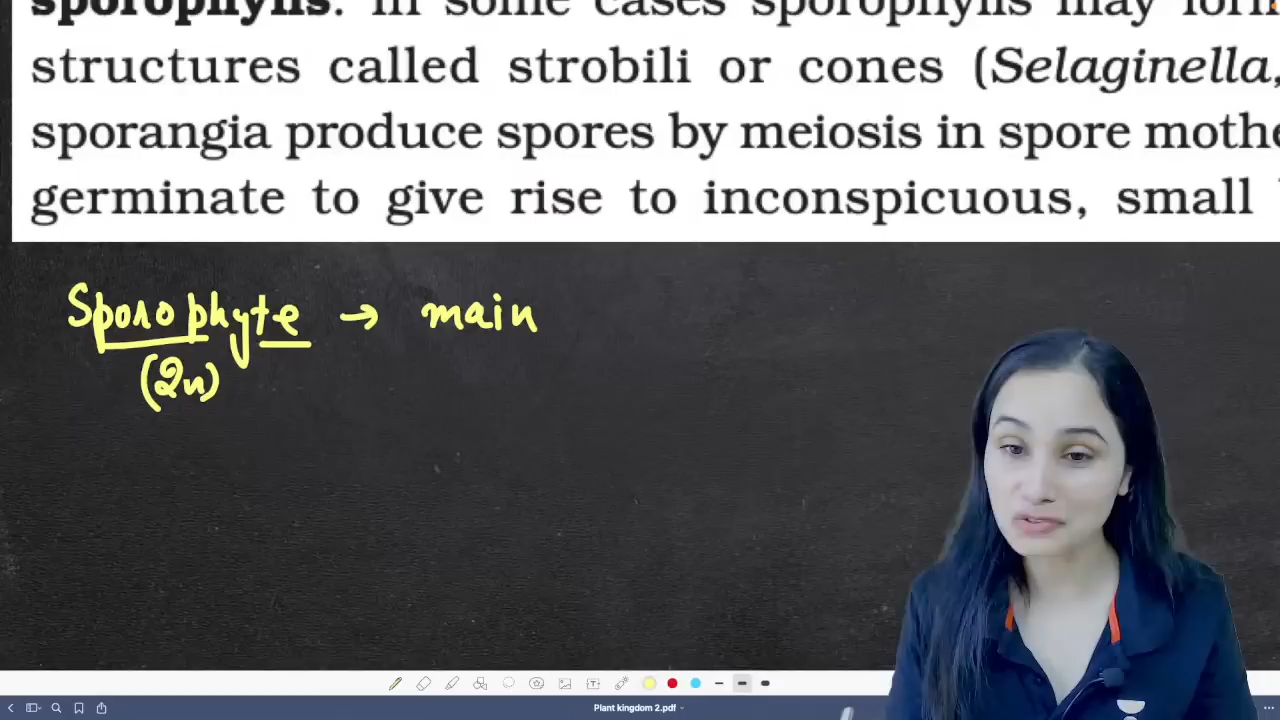 sporophylls. In some cases sporophylls may form
structures called strobili or cones (Selaginella,
sporangia produce spores by meiosis in spore mothe
germinate to give rise to inconspicuous, small
Sporophyte → main
(2n)
Plant kingdom 2.pdf